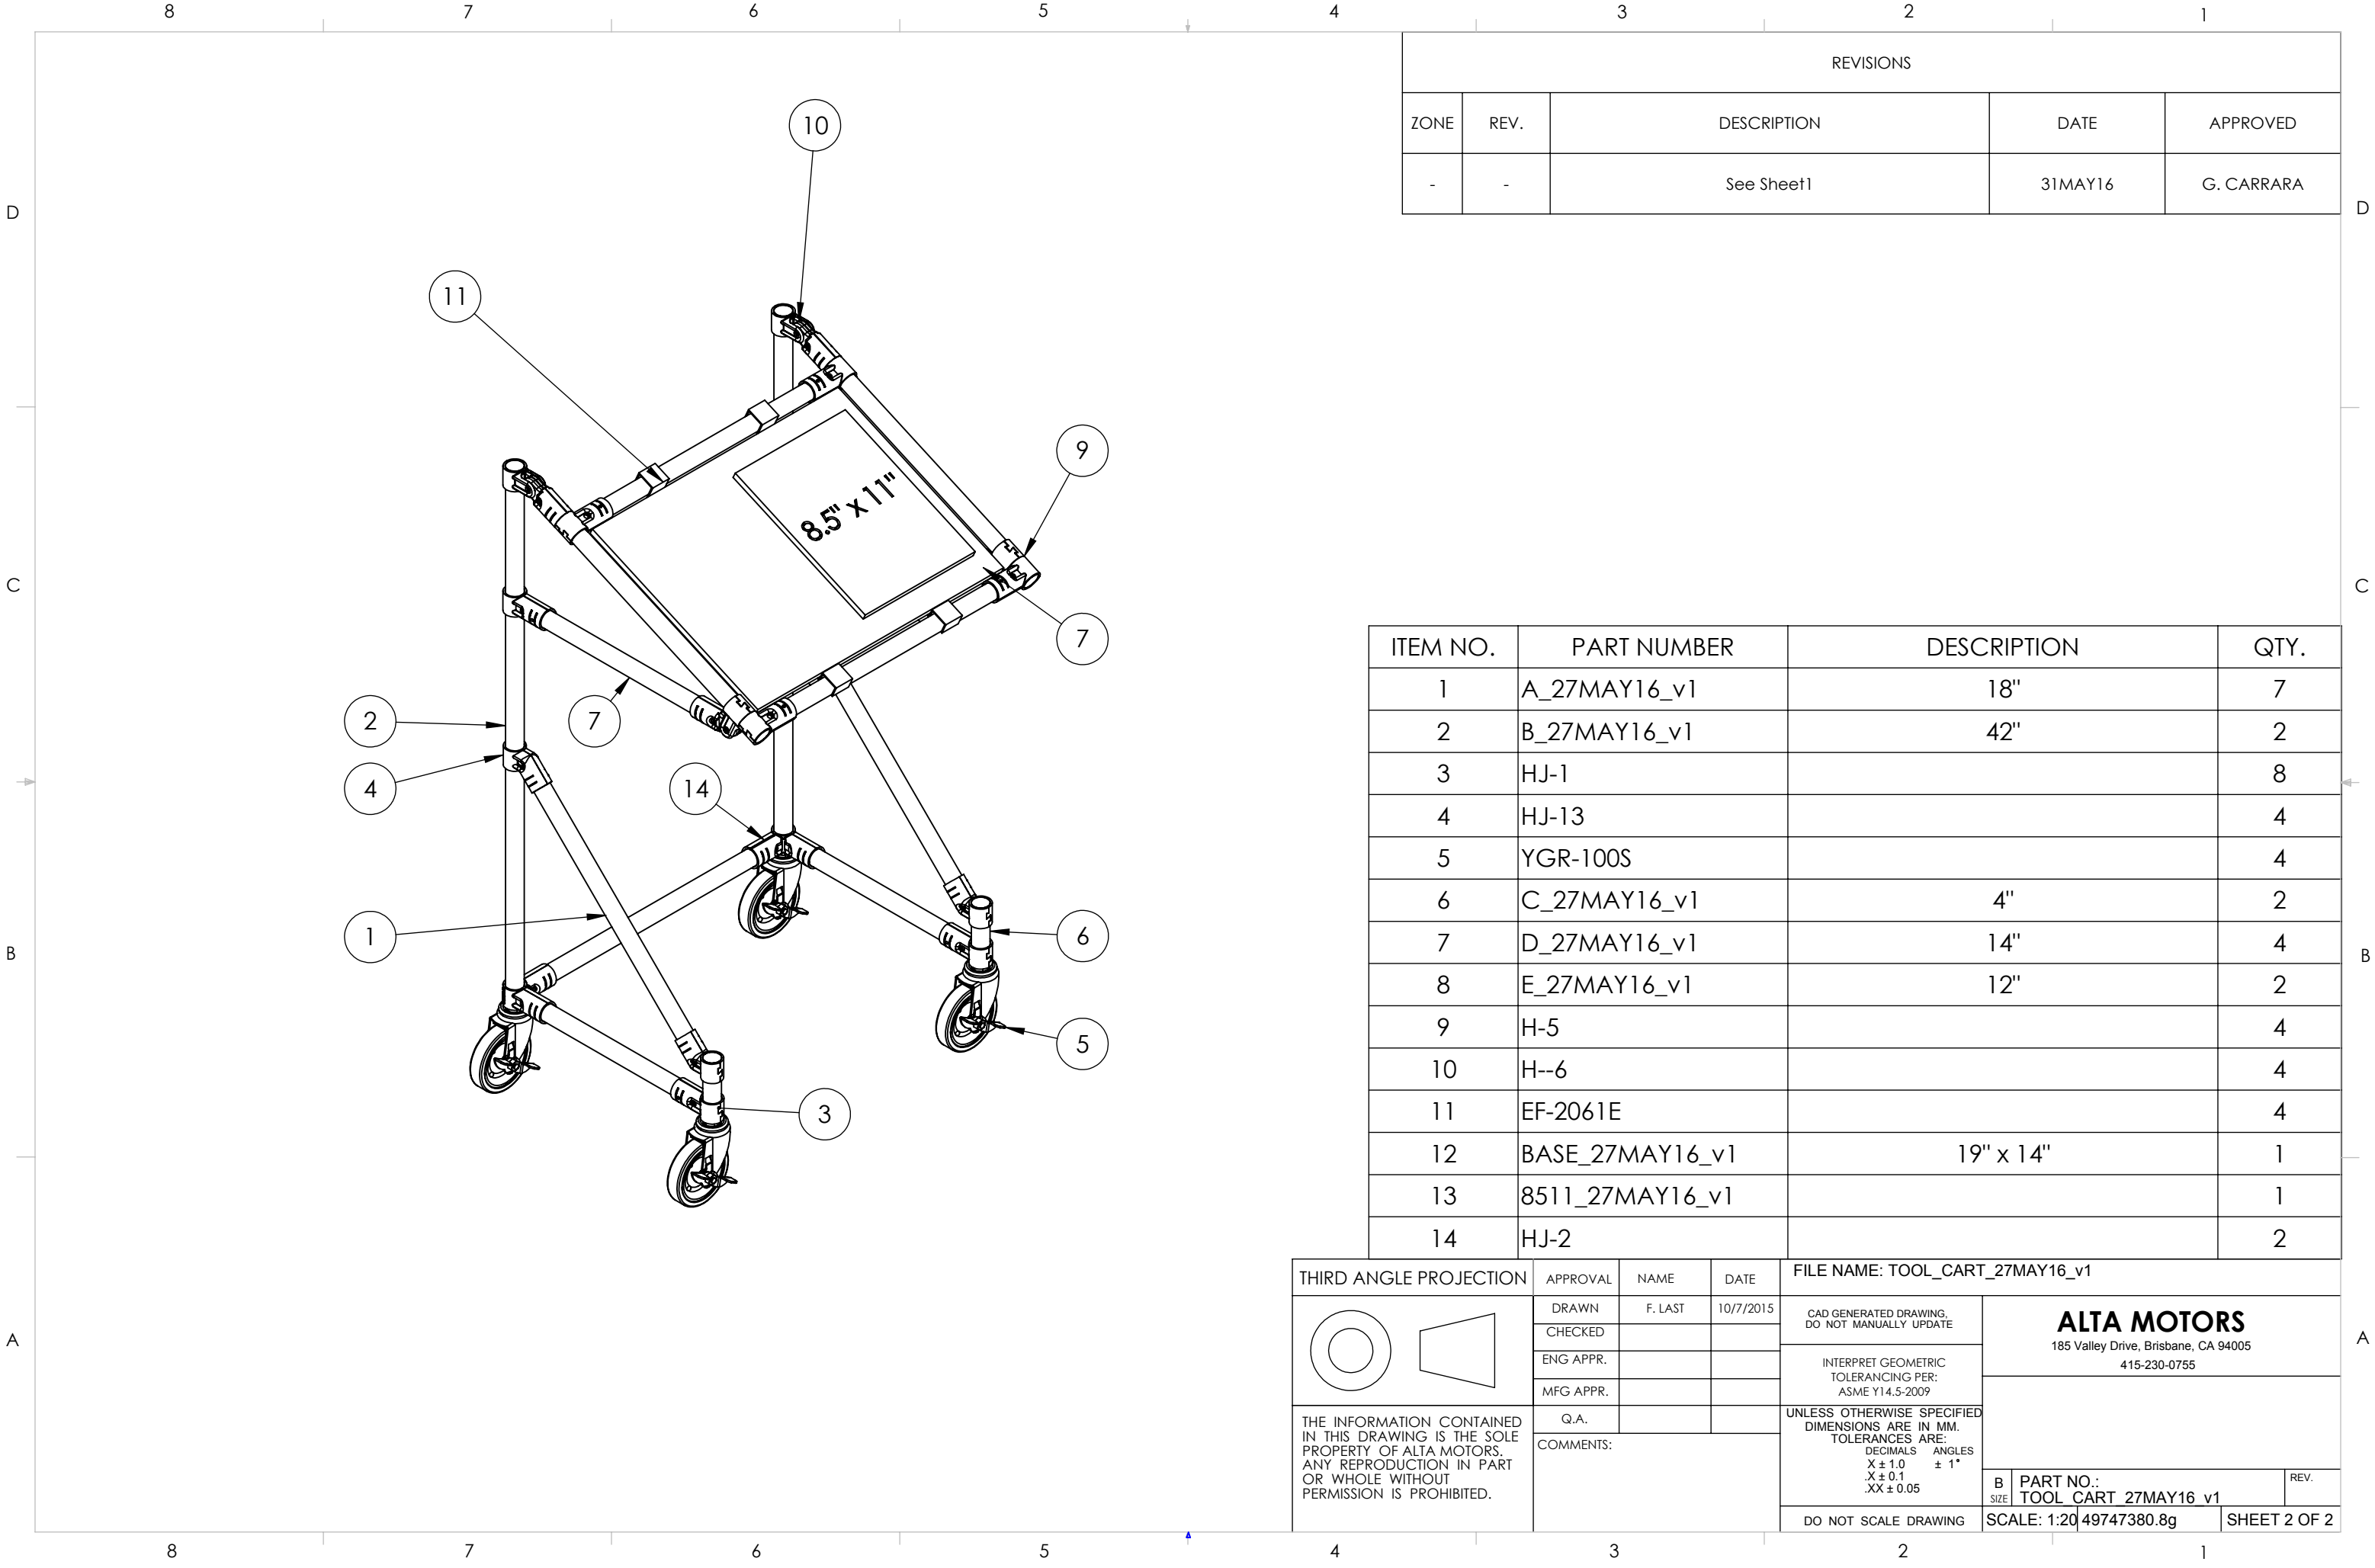 8 7 6 5 4 3 2 1
REVISIONS
ZONE REV. DESCRIPTION DATE APPROVED
- - See Sheet1 31MAY16 G. CARRARA
D D
C C
B B
A A
10
11
9
8.5" x 11"
7
2
7
4
14
1
6
5
3
ITEM NO. PART NUMBER DESCRIPTION QTY.
1 A_27MAY16_v1 18" 7
2 B_27MAY16_v1 42" 2
3 HJ-1 8
4 HJ-13 4
5 YGR-100S 4
6 C_27MAY16_v1 4" 2
7 D_27MAY16_v1 14" 4
8 E_27MAY16_v1 12" 2
9 H-5 4
10 H--6 4
11 EF-2061E 4
12 BASE_27MAY16_v1 19" x 14" 1
13 8511_27MAY16_v1 1
14 HJ-2 2
THIRD ANGLE PROJECTION
THE INFORMATION CONTAINED
IN THIS DRAWING IS THE SOLE
PROPERTY OF ALTA MOTORS.
ANY REPRODUCTION IN PART
OR WHOLE WITHOUT
PERMISSION IS PROHIBITED.
APPROVAL NAME DATE
DRAWN F. LAST 10/7/2015
CHECKED
ENG APPR.
MFG APPR.
Q.A.
COMMENTS:
FILE NAME: TOOL_CART_27MAY16_v1
CAD GENERATED DRAWING,
DO NOT MANUALLY UPDATE
INTERPRET GEOMETRIC
TOLERANCING PER:
ASME Y14.5-2009
UNLESS OTHERWISE SPECIFIED
DIMENSIONS ARE IN MM.
TOLERANCES ARE:
DECIMALS ANGLES
X ± 1.0 ± 1°
.X ± 0.1
.XX ± 0.05
DO NOT SCALE DRAWING
ALTA MOTORS
185 Valley Drive, Brisbane, CA 94005
415-230-0755
B SIZE
PART NO.:
TOOL_CART_27MAY16_v1
REV.
SCALE: 1:20 49747380.8g SHEET 2 OF 2
8 7 6 5 4 3 2 1